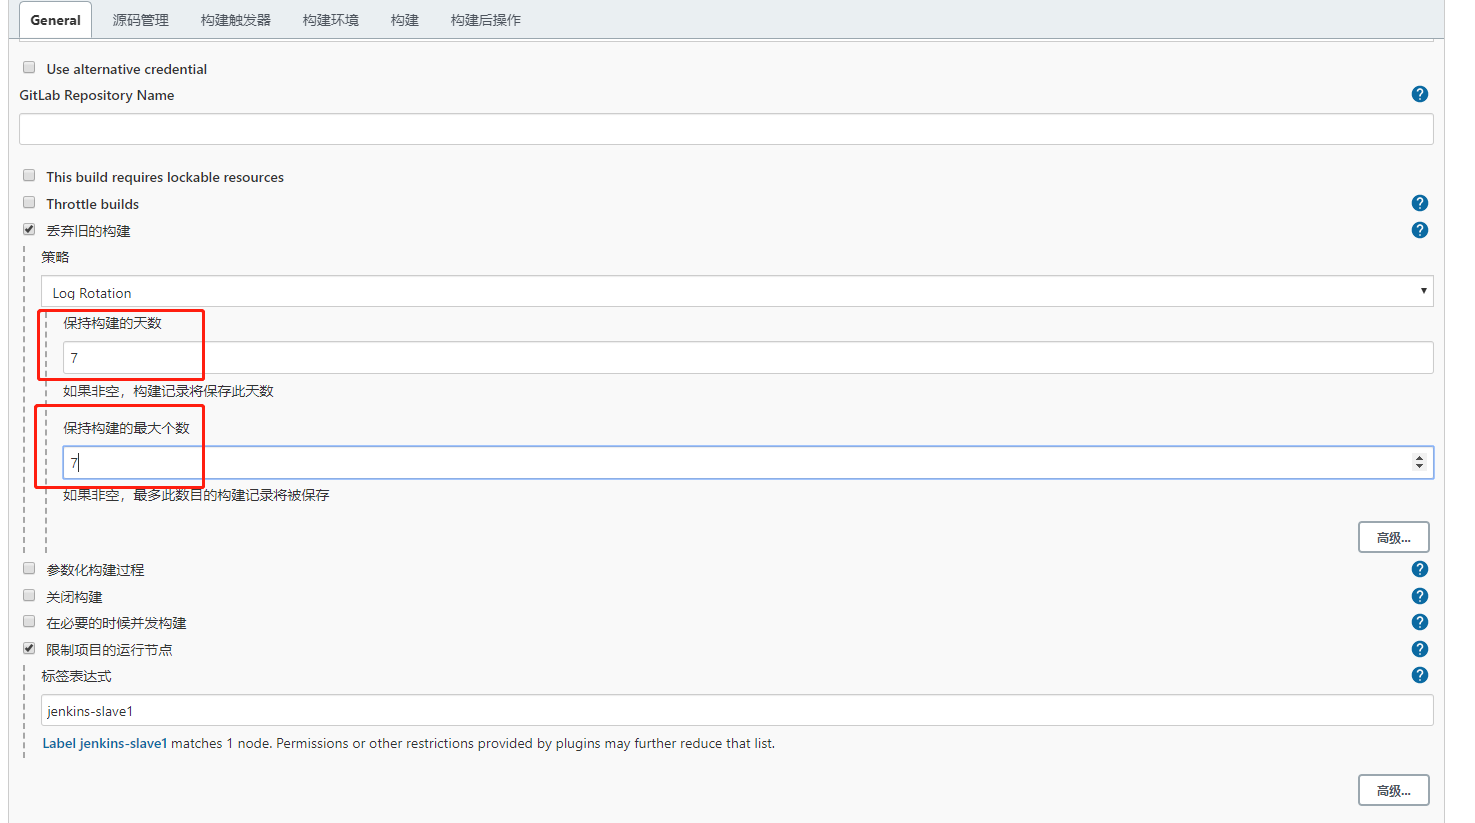 General 源码管理 构建触发器 构建环境 构建 构建后操作
Use alternative credential
GitLab Repository Name
This build requires lockable resources
Throttle builds
丢弃旧的构建
策略
Log Rotation
保持构建的天数
7
如果非空，构建记录将保存此天数
保持构建的最大个数
7
如果非空，最多此数目的构建记录将被保存
高级...
参数化构建过程
关闭构建
在必要的时候并发构建
限制项目的运行节点
标签表达式
jenkins-slave1
Label jenkins-slave1 matches 1 node. Permissions or other restrictions provided by plugins may further reduce that list.
高级...